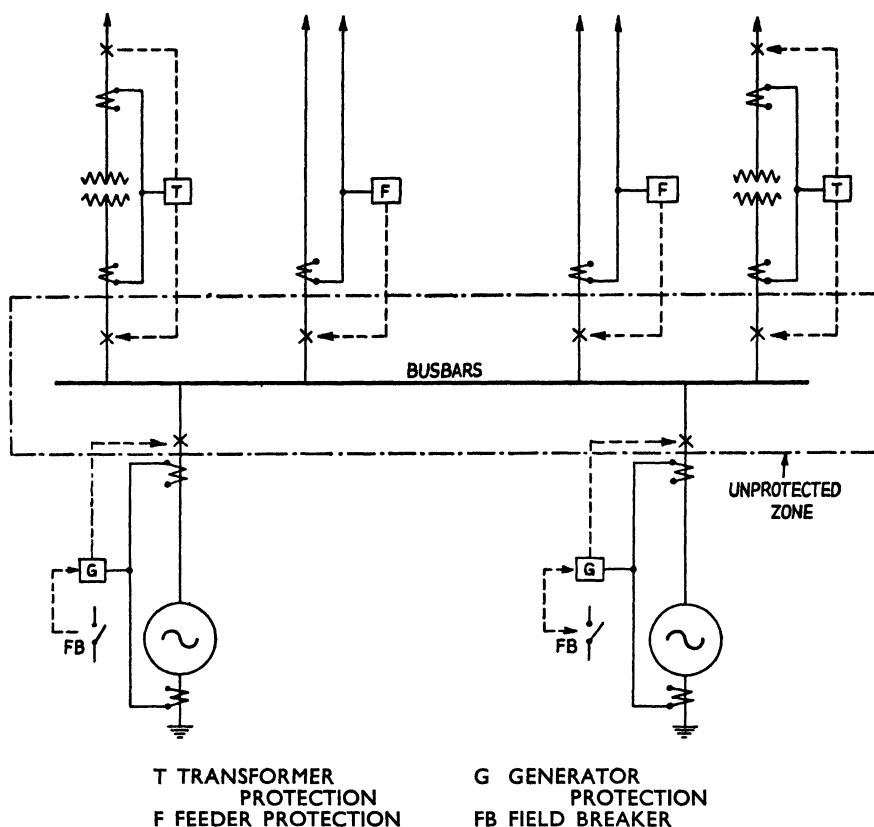 T
F
F
T
BUSBARS
UNPROTECTED
ZONE
G
G
FB
FB
T TRANSFORMER
PROTECTION
F FEEDER PROTECTION
G GENERATOR
PROTECTION
FB FIELD BREAKER